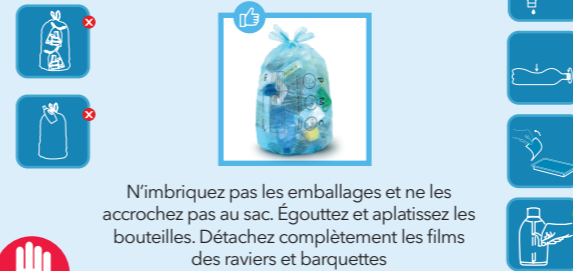 N’imbriquez pas les emballages et ne les
accrochez pas au sac. Égouttez et aplatissez les
bouteilles. Détachez complètement les films
des raviers et barquettes